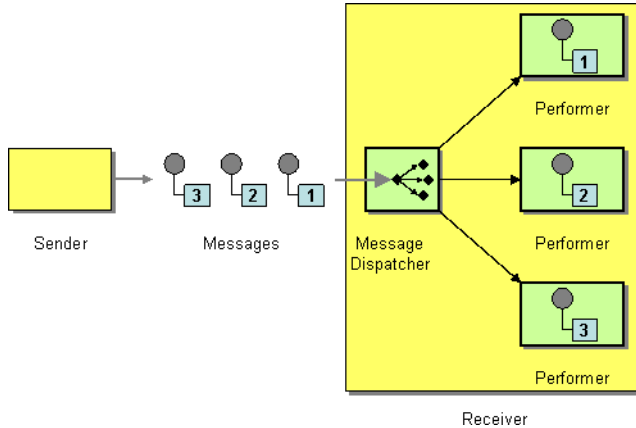 1
Performer
3 2 1
2
Sender
Messages
Message
Dispatcher
Performer
3
Performer
Receiver